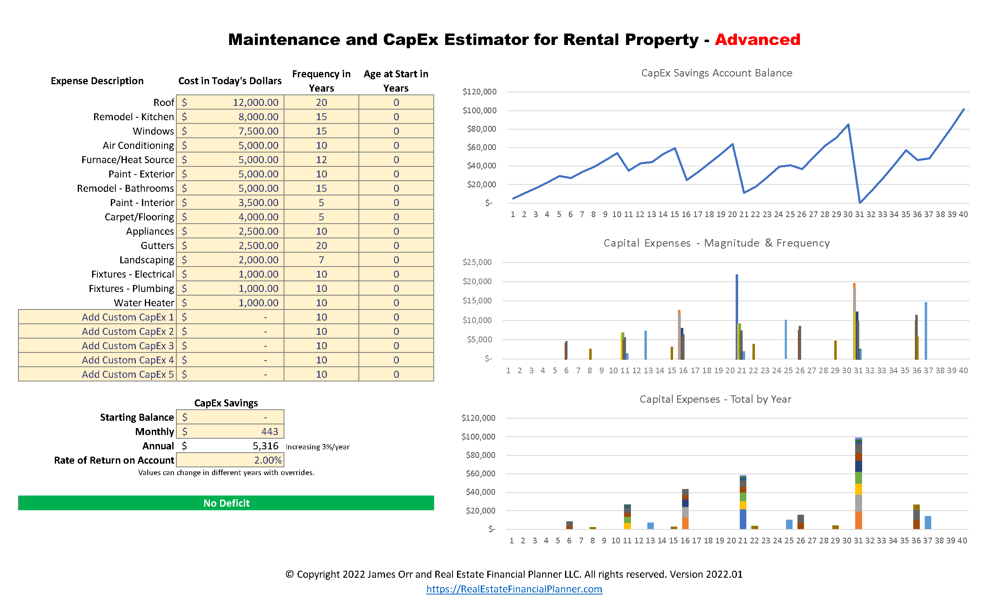 Maintenance and CapEx Estimator for Rental Property - Advanced
Expense Description Cost in Today's Dollars Frequency in Years Age at Start in Years
Roof $ 12,000.00 20 0
Remodel - Kitchen $ 8,000.00 15 0
Windows $ 7,500.00 15 0
Air Conditioning $ 5,000.00 10 0
Furnace/Heat Source $ 5,000.00 12 0
Paint - Exterior $ 5,000.00 10 0
Remodel - Bathrooms $ 5,000.00 15 0
Paint - Interior $ 3,500.00 5 0
Carpet/Flooring $ 4,000.00 5 0
Appliances $ 2,500.00 10 0
Gutters $ 2,500.00 20 0
Landscaping $ 2,000.00 7 0
Fixtures - Electrical $ 1,000.00 10 0
Fixtures - Plumbing $ 1,000.00 10 0
Water Heater $ 1,000.00 10 0
Add Custom CapEx 1 $ - 10 0
Add Custom CapEx 2 $ - 10 0
Add Custom CapEx 3 $ - 10 0
Add Custom CapEx 4 $ - 10 0
Add Custom CapEx 5 $ - 10 0
CapEx Savings
Starting Balance $ -
Monthly $ 443
Annual $ 5,316 Increasing 3%/year
Rate of Return on Account 2.00%
Values can change in different years with overrides.
No Deficit
CapEx Savings Account Balance
$120,000
$100,000
$80,000
$60,000
$40,000
$20,000
$-
1 2 3 4 5 6 7 8 9 10 11 12 13 14 15 16 17 18 19 20 21 22 23 24 25 26 27 28 29 30 31 32 33 34 35 36 37 38 39 40
Capital Expenses - Magnitude & Frequency
$25,000
$20,000
$15,000
$10,000
$5,000
$-
1 2 3 4 5 6 7 8 9 10 11 12 13 14 15 16 17 18 19 20 21 22 23 24 25 26 27 28 29 30 31 32 33 34 35 36 37 38 39 40
Capital Expenses - Total by Year
$120,000
$100,000
$80,000
$60,000
$40,000
$20,000
$-
1 2 3 4 5 6 7 8 9 10 11 12 13 14 15 16 17 18 19 20 21 22 23 24 25 26 27 28 29 30 31 32 33 34 35 36 37 38 39 40
© Copyright 2022 James Orr and Real Estate Financial Planner LLC. All rights reserved. Version 2022.01
https://RealEstateFinancialPlanner.com